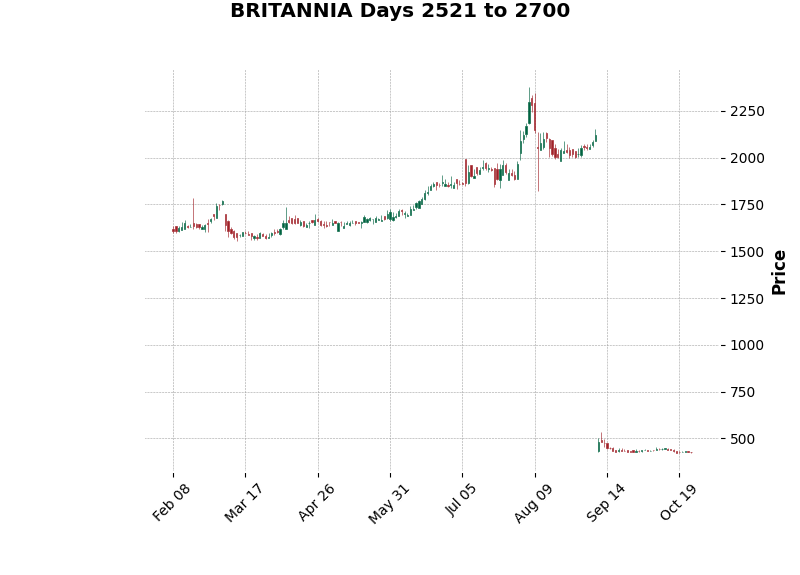 BRITANNIA Days 2521 to 2700
2250
2000
1750
1500
1250
1000
750
500
Price
Feb 08
Mar 17
Apr 26
May 31
Jul 05
Aug 09
Sep 14
Oct 19